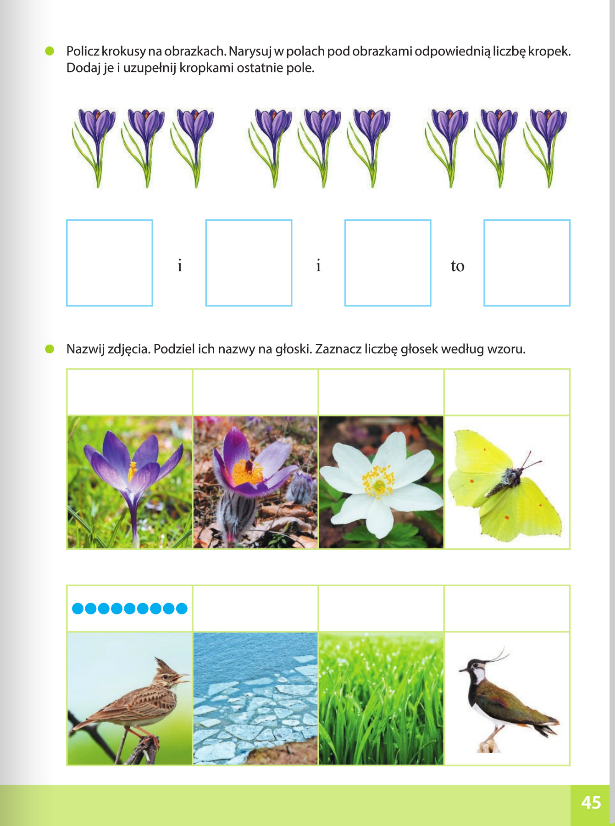 Policz krokusy na obrazkach. Narysuj w polach pod obrazkami odpowiednią liczbę kropek.
Dodaj je i uzupełnij kropkami ostatnie pole.
i i to
Nazwij zdjęcia. Podziel ich nazwy na głoski. Zaznacz liczbę głosek według wzoru.
45